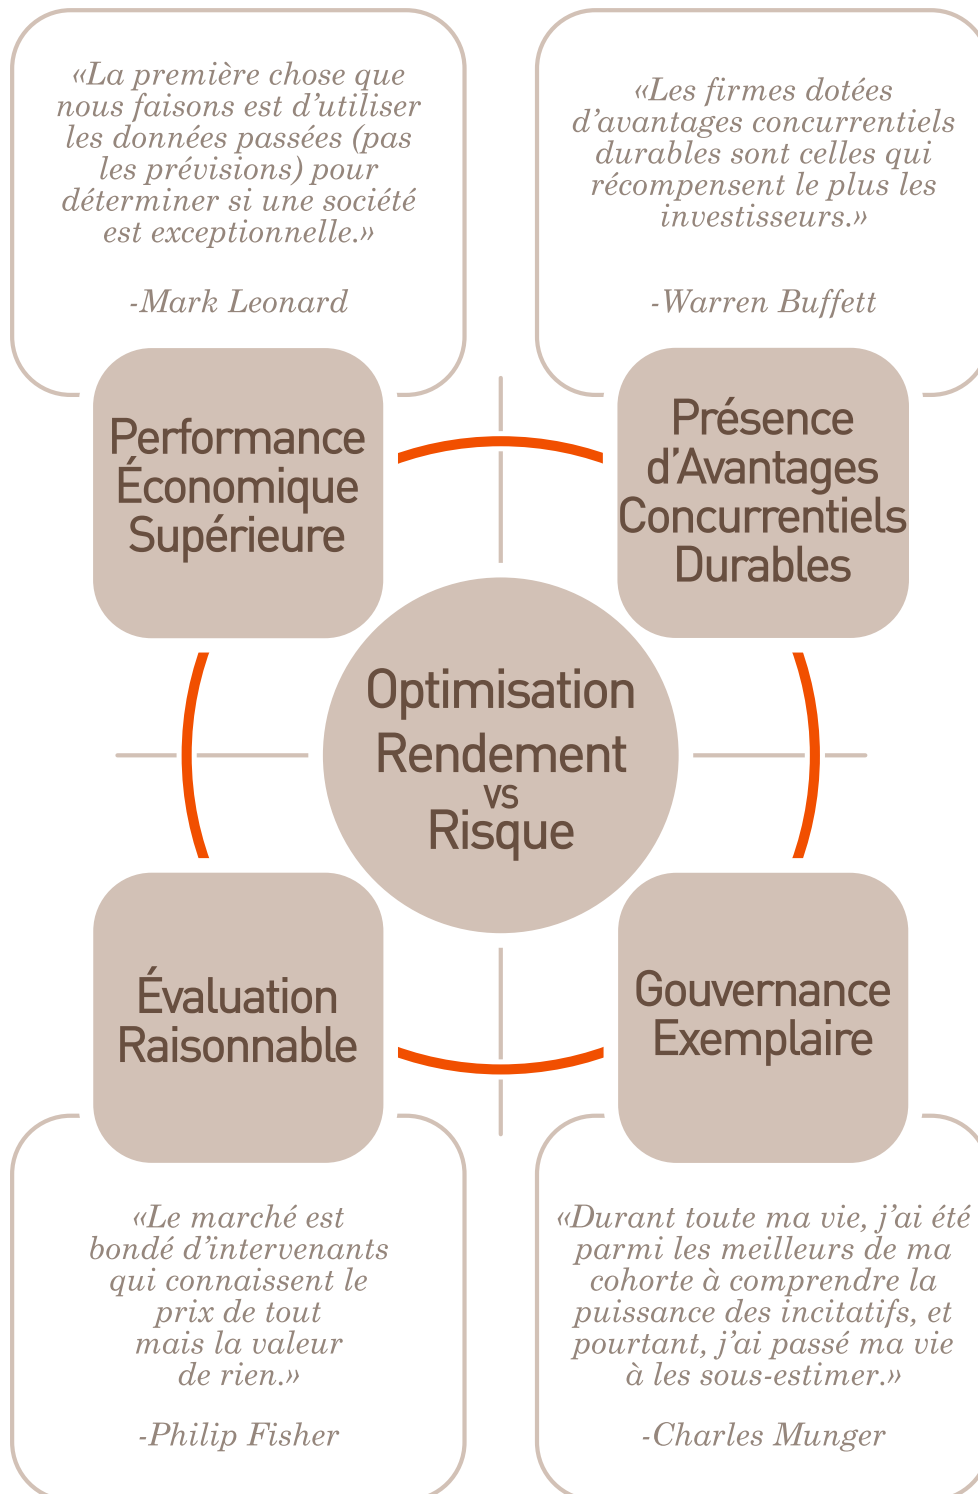 «La première chose que
nous faisons est d’utiliser
les données passées (pas
les prévisions) pour
déterminer si une société
est exceptionnelle.»
-Mark Leonard
«Les firmes dotées
d’avantages concurrentiels
durables sont celles qui
récompensent le plus les
investisseurs.»
-Warren Buffett
Performance
Économique
Supérieure
Présence
d’Avantages
Concurrentiels
Durables
Optimisation
Rendement
vs
Risque
Évaluation
Raisonnable
Gouvernance
Exemplaire
«Le marché est
bondé d’intervenants
qui connaissent le
prix de tout
mais la valeur
de rien.»
-Philip Fisher
«Durant toute ma vie, j’ai été
parmi les meilleurs de ma
cohorte à comprendre la
puissance des incitatifs, et
pourtant, j’ai passé ma vie
à les sous-estimer.»
-Charles Munger